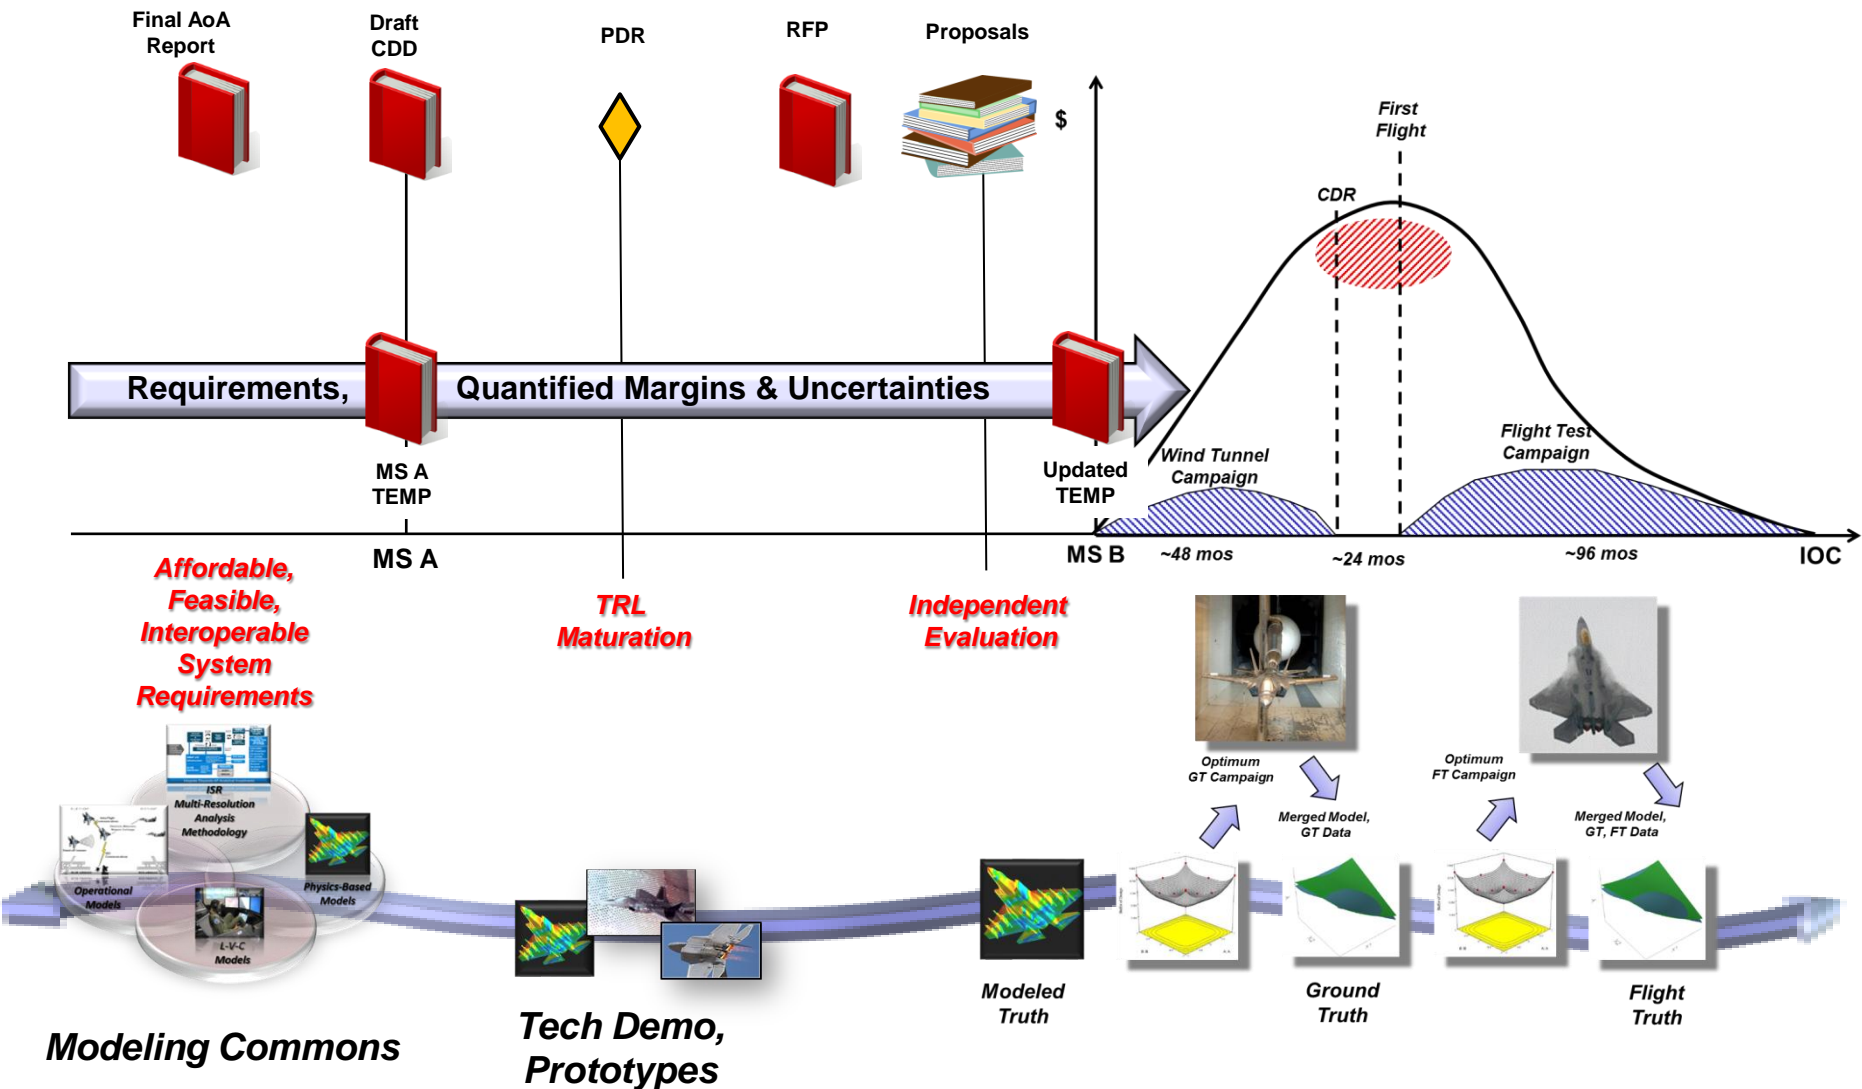 Final AoA
Report
Draft
CDD
PDR
RFP
Proposals
$
First
Flight
CDR
Requirements,
Quantified Margins & Uncertainties
MS A
TEMP
Updated
TEMP
Wind Tunnel
Campaign
Flight Test
Campaign
MS A
MS B
~48 mos
~24 mos
~96 mos
IOC
Affordable,
Feasible,
Interoperable
System
Requirements
TRL
Maturation
Independent
Evaluation
ISR
Multi-Resolution
Analysis
Methodology
Operational
Models
Physics-Based
Models
L-V-C
Models
Optimum
GT Campaign
Merged Model,
GT Data
Optimum
FT Campaign
Merged Model,
GT, FT Data
Modeled
Truth
Ground
Truth
Flight
Truth
Modeling Commons
Tech Demo,
Prototypes